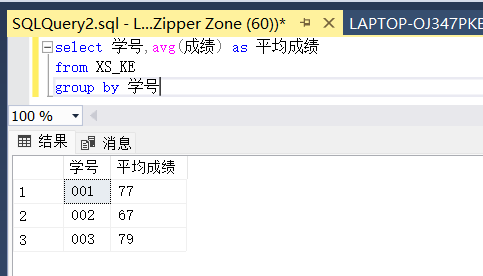 SQLQuery2.sql - L...Zipper Zone (60))* LAPTOP-OJ347PKE
select 学号,avg(成绩) as 平均成绩
from XS_KE
group by 学号
100 %
结果 消息
学号 平均成绩
1 001 77
2 002 67
3 003 79